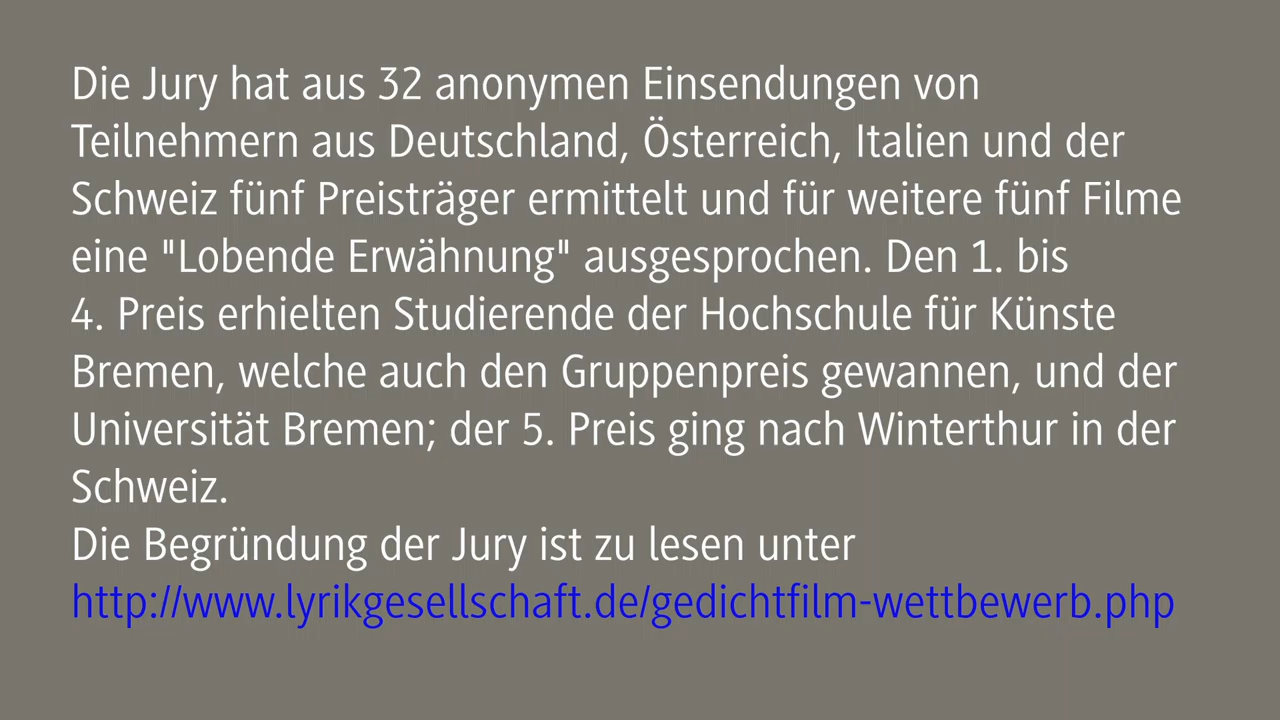 Die Jury hat aus 32 anonymen Einsendungen von
Teilnehmern aus Deutschland, Österreich, Italien und der
Schweiz fünf Preisträger ermittelt und für weitere fünf Filme
eine "Lobende Erwähnung" ausgesprochen. Den 1. bis
4. Preis erhielten Studierende der Hochschule für Künste
Bremen, welche auch den Gruppenpreis gewannen, und der
Universität Bremen; der 5. Preis ging nach Winterthur in der
Schweiz.
Die Begründung der Jury ist zu lesen unter
http://www.lyrikgesellschaft.de/gedichtfilm-wettbewerb.php